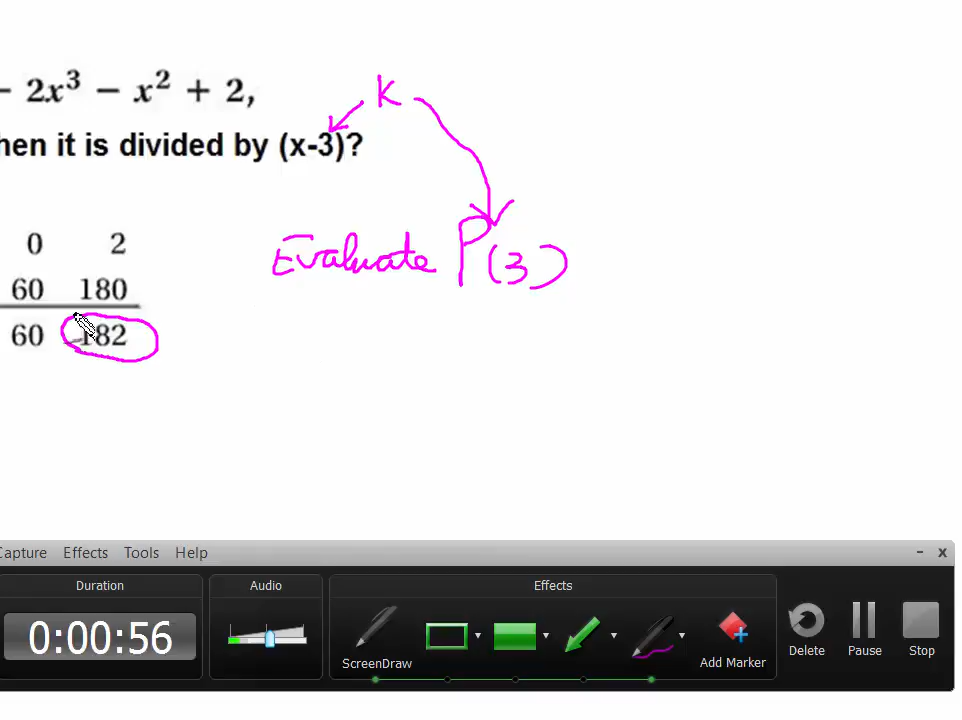 – 2x³ – x² + 2,
K
hen it is divided by (x-3)?
0 2
Evaluate P(3)
60 180
60 182
Capture Effects Tools Help – x
Duration Audio Effects
0:00:56
ScreenDraw
Add Marker
Delete Pause Stop